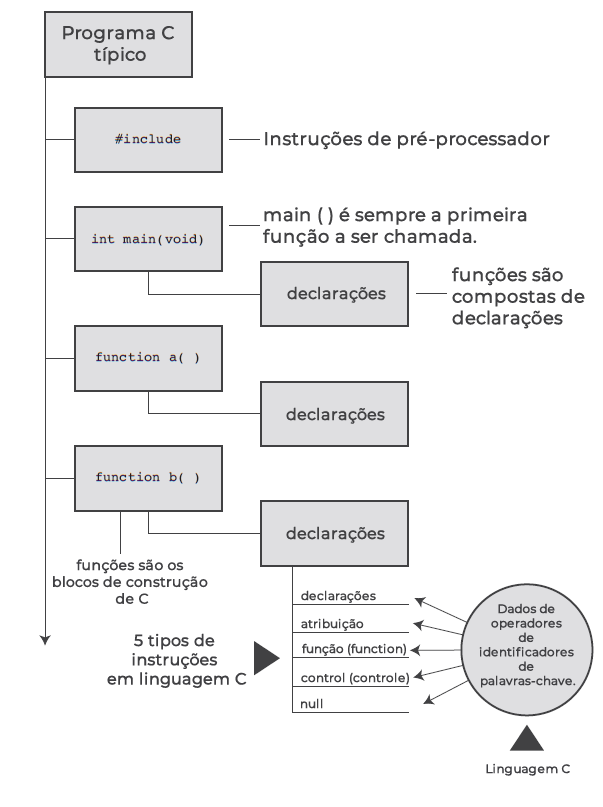 Programa C
típico
#include
Instruções de pré-processador
int main(void)
main ( ) é sempre a primeira
função a ser chamada.
declarações
funções são
compostas de
declarações
function a( )
declarações
function b( )
declarações
funções são os
blocos de construção
de C
5 tipos de
instruções
em linguagem C
declarações
atribuição
função (function)
control (controle)
null
Dados de
operadores
de
identificadores
de
palavras-chave.
Linguagem C